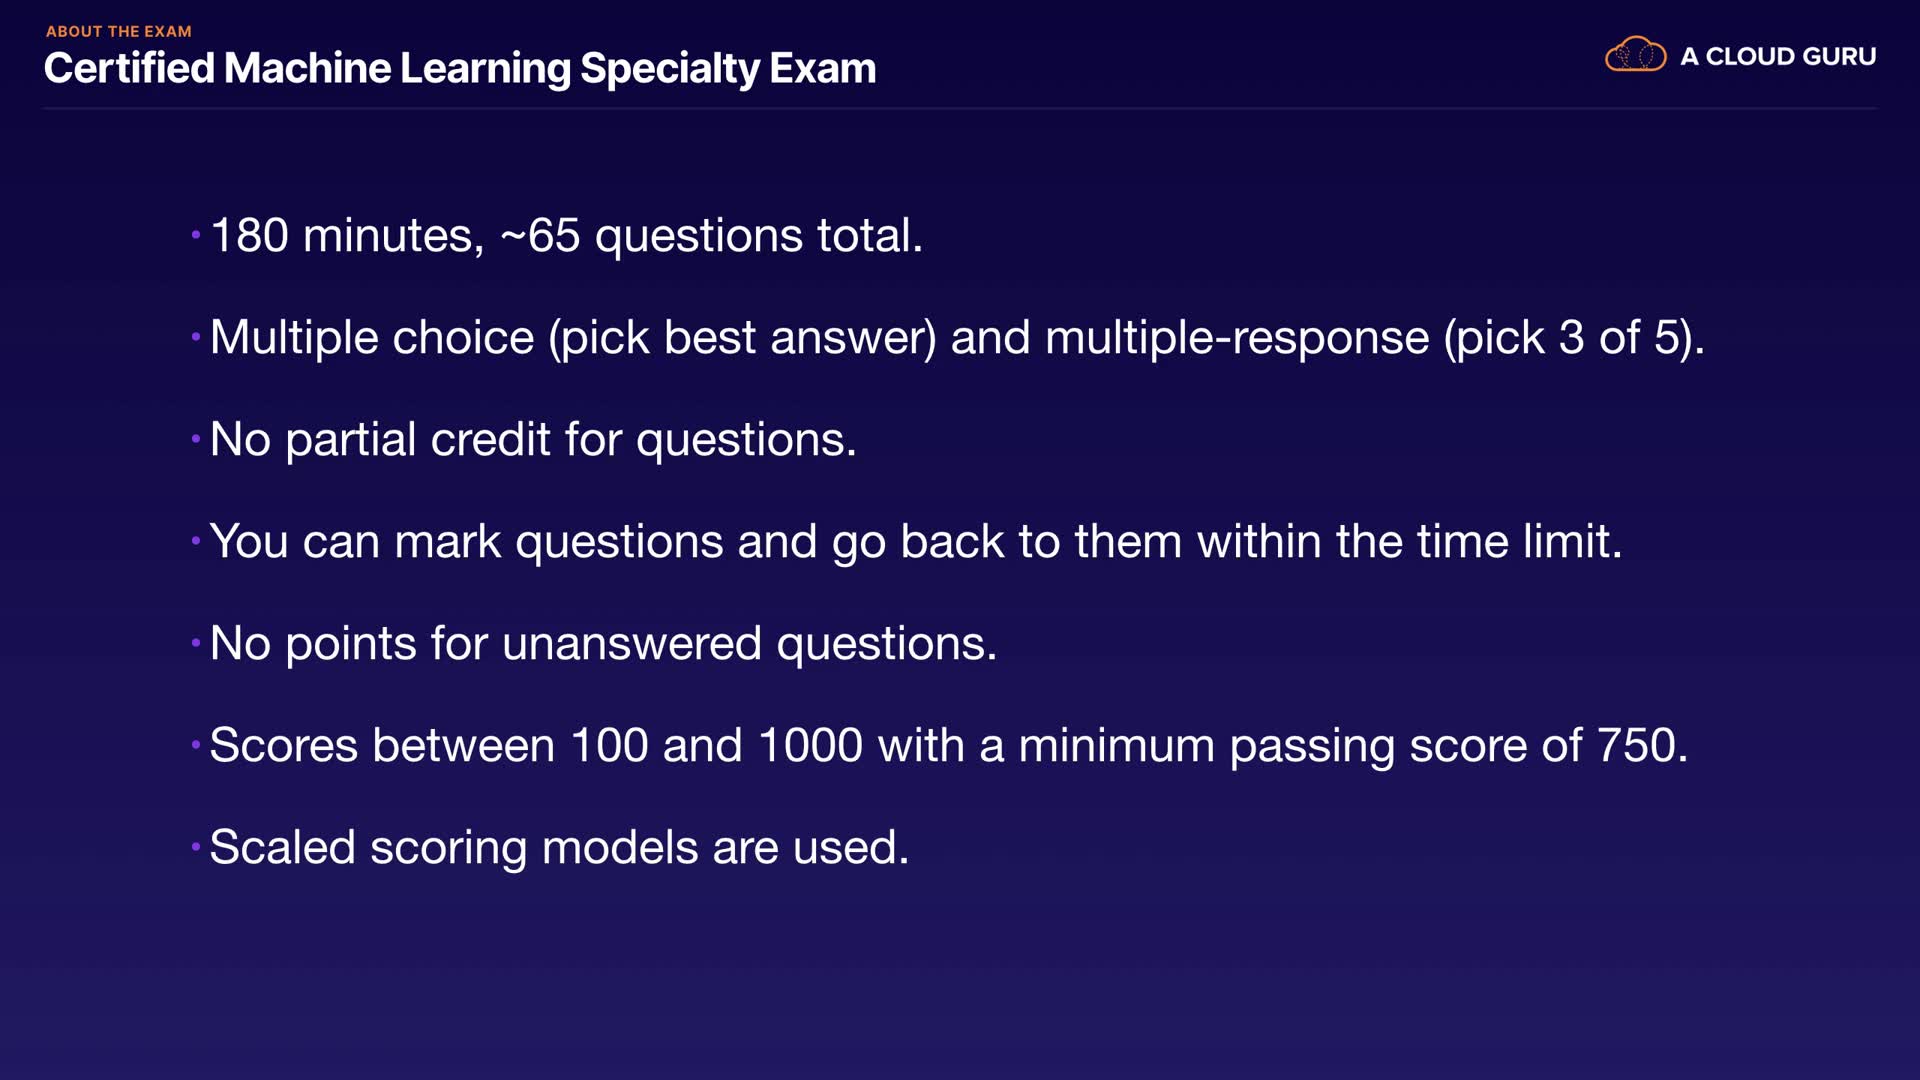 ABOUT THE EXAM
Certified Machine Learning Specialty Exam
A CLOUD GURU
• 180 minutes, ~65 questions total.
• Multiple choice (pick best answer) and multiple-response (pick 3 of 5).
• No partial credit for questions.
• You can mark questions and go back to them within the time limit.
• No points for unanswered questions.
• Scores between 100 and 1000 with a minimum passing score of 750.
• Scaled scoring models are used.